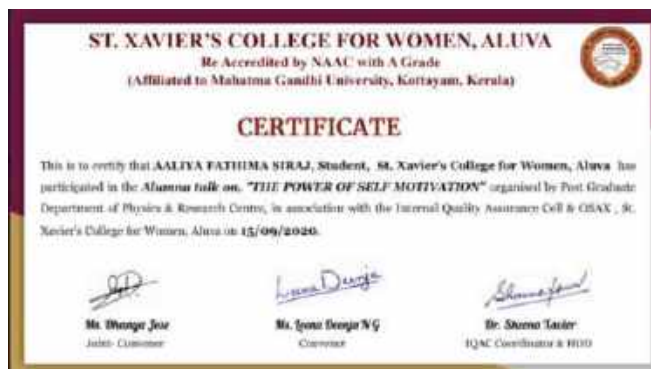 ST. XAVIER'S COLLEGE FOR WOMEN, ALUVA
Re Accredited by NAAC with A Grade
(Affiliated to Mahatma Gandhi University, Kottayam, Kerala)
CERTIFICATE
This is to certify that AALIYA FATHIMA SIRAJ, Student, St. Xavier's College for Women, Aluva has
participated in the Alumna talk on, "THE POWER OF SELF MOTIVATION" organised by Post Graduate
Department of Physics & Research Centre, in association with the Internal Quality Assurance Cell & OSAX , St.
Xavier's College for Women, Aluva on 15/09/2020.
Leena Deenja
Ms. Dhanya Jose
Ms. Leena Deenja N G
Dr. Sheena Xavier
Joint- Convener
Convener
IQAC Coordinator & HOD